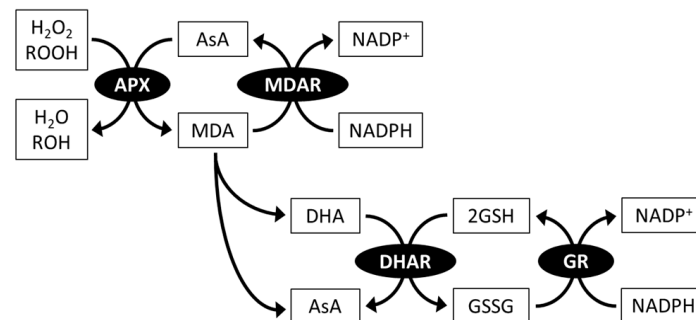 H₂O₂
ROOH
AsA
NADP⁺
APX
MDAR
H₂O
ROH
MDA
NADPH
DHA
2GSH
NADP⁺
DHAR
GR
AsA
GSSG
NADPH